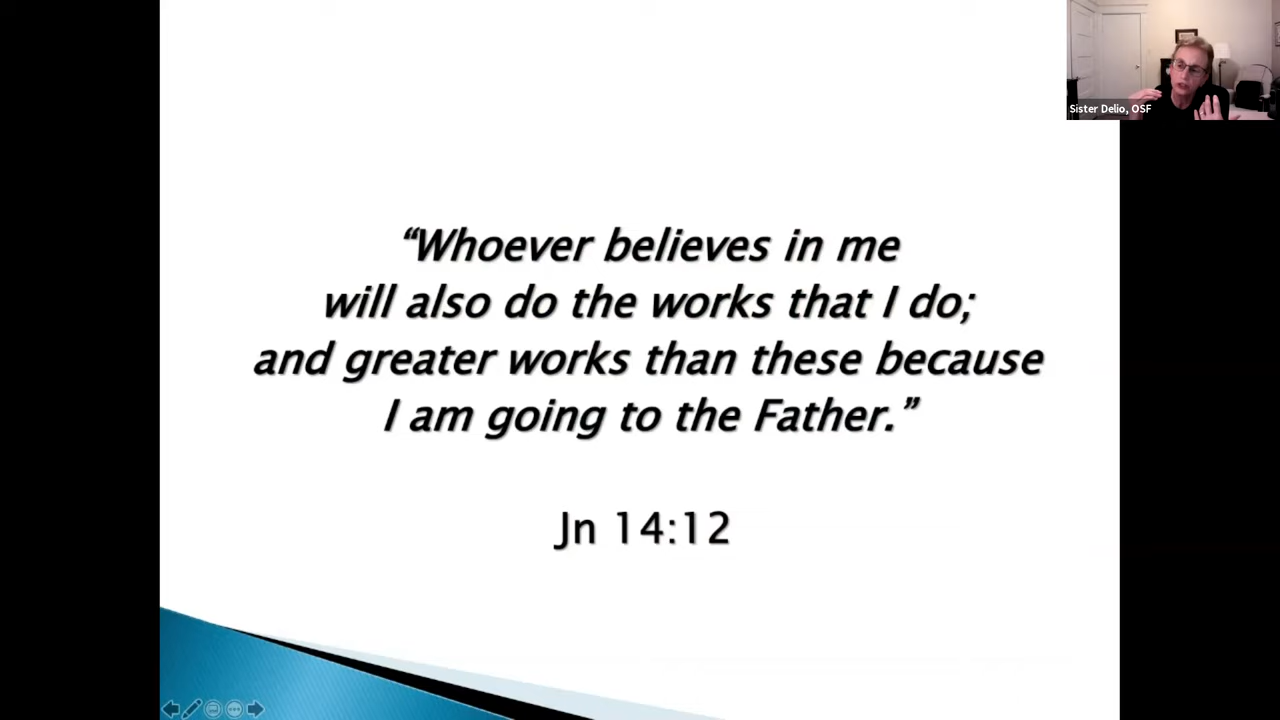 Sister Delio, OSF
“Whoever believes in me
will also do the works that I do;
and greater works than these because
I am going to the Father.”
Jn 14:12